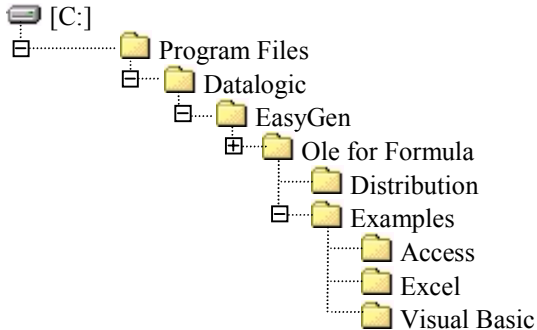 [C:]
Program Files
Datalogic
EasyGen
Ole for Formula
Distribution
Examples
Access
Excel
Visual Basic